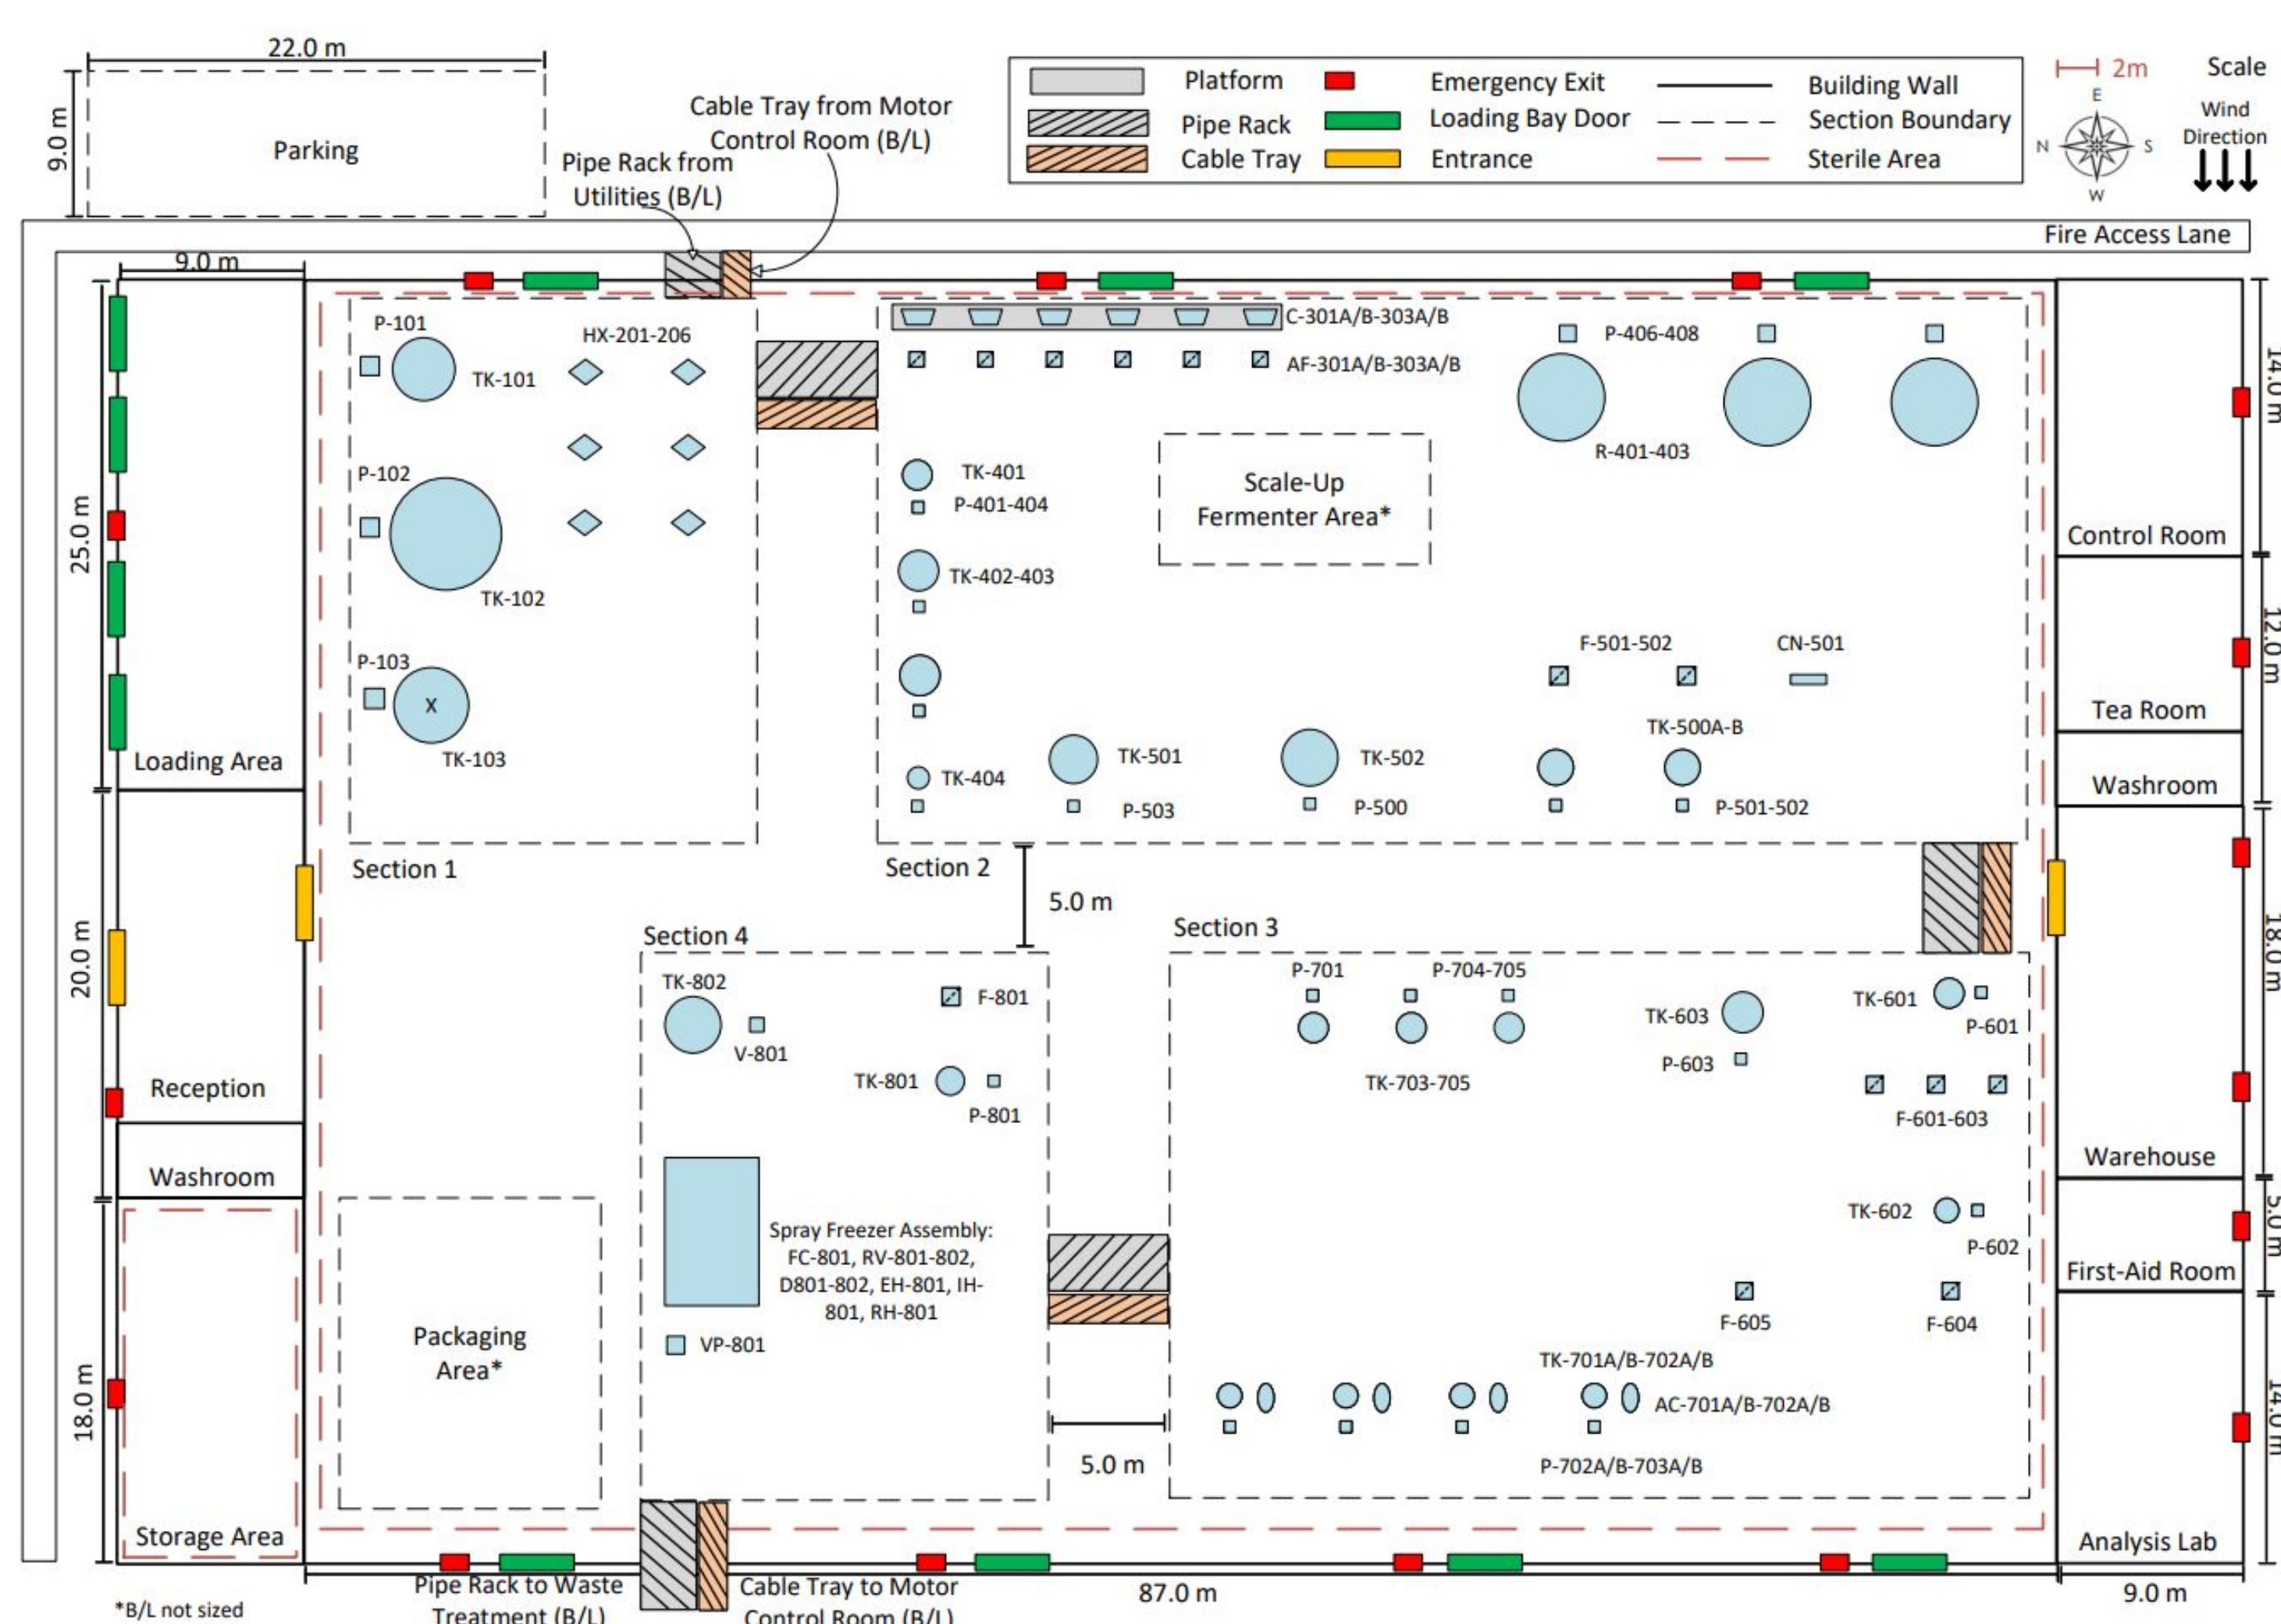 22.0 m
9.0 m
Parking
Cable Tray from Motor
Control Room (B/L)
Pipe Rack from
Utilities (B/L)
Platform
Pipe Rack
Cable Tray
Emergency Exit
Loading Bay Door
Entrance
Building Wall
Section Boundary
Sterile Area
2m
Scale
E
N
S
W
Wind
Direction
Fire Access Lane
9.0 m
25.0 m
20.0 m
18.0 m
Loading Area
Reception
Washroom
Storage Area
P-101
TK-101
HX-201-206
P-102
TK-102
P-103
X
TK-103
Section 1
C-301A/B-303A/B
AF-301A/B-303A/B
P-406-408
R-401-403
TK-401
P-401-404
Scale-Up
Fermenter Area*
TK-402-403
F-501-502
CN-501
TK-500A-B
TK-501
TK-502
TK-404
P-503
P-500
P-501-502
Section 2
5.0 m
Control Room
Tea Room
Washroom
Warehouse
First-Aid Room
Analysis Lab
14.0 m
12.0 m
18.0 m
5.0 m
14.0 m
Section 4
TK-802
F-801
V-801
TK-801
P-801
Spray Freezer Assembly:
FC-801, RV-801-802,
D801-802, EH-801, IH-
801, RH-801
VP-801
Packaging
Area*
Section 3
P-701
P-704-705
TK-703-705
TK-603
P-603
TK-601
P-601
F-601-603
TK-602
P-602
F-605
F-604
TK-701A/B-702A/B
AC-701A/B-702A/B
P-702A/B-703A/B
5.0 m
Pipe Rack to Waste
Treatment (B/L)
Cable Tray to Motor
Control Room (B/L)
87.0 m
9.0 m
*B/L not sized